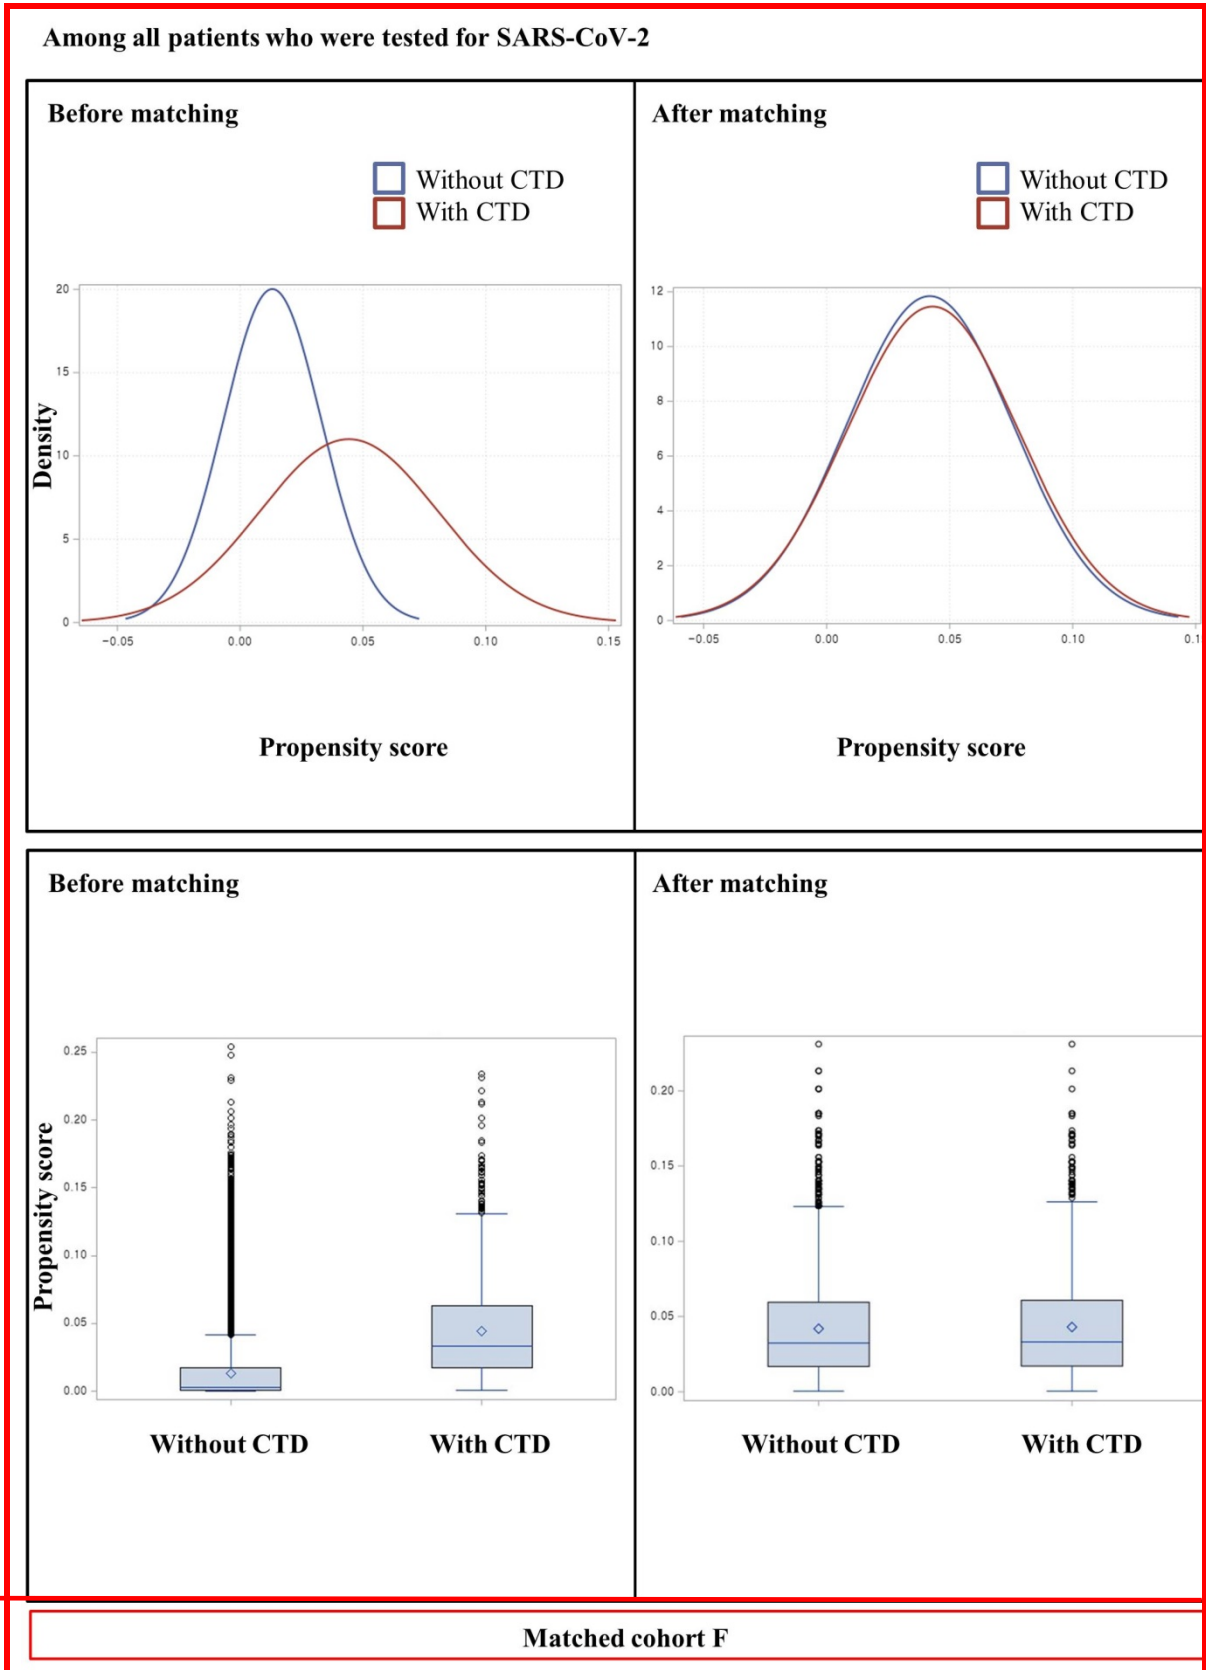 Among all patients who were tested for SARS-CoV-2
Before matching
Without CTD
With CTD
20
15
10
5
0
Density
−0.05
0.00
0.05
0.10
0.15
Propensity score
After matching
Without CTD
With CTD
12
10
8
6
4
2
0
−0.05
0.00
0.05
0.10
0.1
Propensity score
Before matching
0.25
0.20
0.15
0.10
0.05
0.00
Propensity score
Without CTD
With CTD
After matching
0.20
0.15
0.10
0.05
0.00
Without CTD
With CTD
Matched cohort F